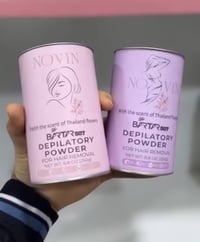 NOVIN
With the scent of Thailand flowers
DEPILATORY
POWDER
FOR HAIR REMOVAL
NOVIN
With the scent of Thailand flowers
DEPILATORY
POWDER
FOR HAIR REMOVAL